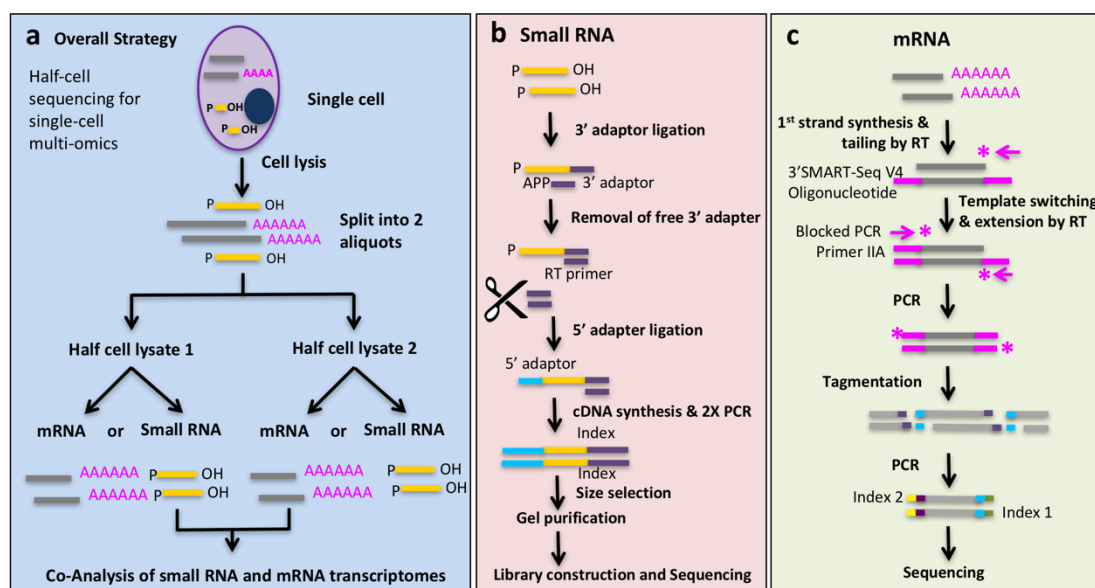 a Overall Strategy
Half-cell
sequencing for
single-cell
multi-omics
AAAA
P OH
P OH
Single cell
Cell lysis
P OH
AAAAAA
AAAAAA
P OH
Split into 2
aliquots
Half cell lysate 1
Half cell lysate 2
mRNA or Small RNA
mRNA or Small RNA
AAAAAA P OH
AAAAAA P OH
AAAAAA P OH
AAAAAA P OH
Co-Analysis of small RNA and mRNA transcriptomes
b Small RNA
P OH
P OH
3’ adaptor ligation
P
APP 3’ adaptor
Removal of free 3’ adapter
P
RT primer
5’ adapter ligation
5’ adaptor
cDNA synthesis & 2X PCR
Index
Index
Size selection
Gel purification
Library construction and Sequencing
c mRNA
AAAAAA
AAAAAA
1st strand synthesis &
tailing by RT
*
3’SMART-Seq V4
Oligonucleotide
Template switching
& extension by RT
Blocked PCR *
Primer IIA
*
PCR
*
*
Tagmentation
PCR
Index 2
Index 1
Sequencing